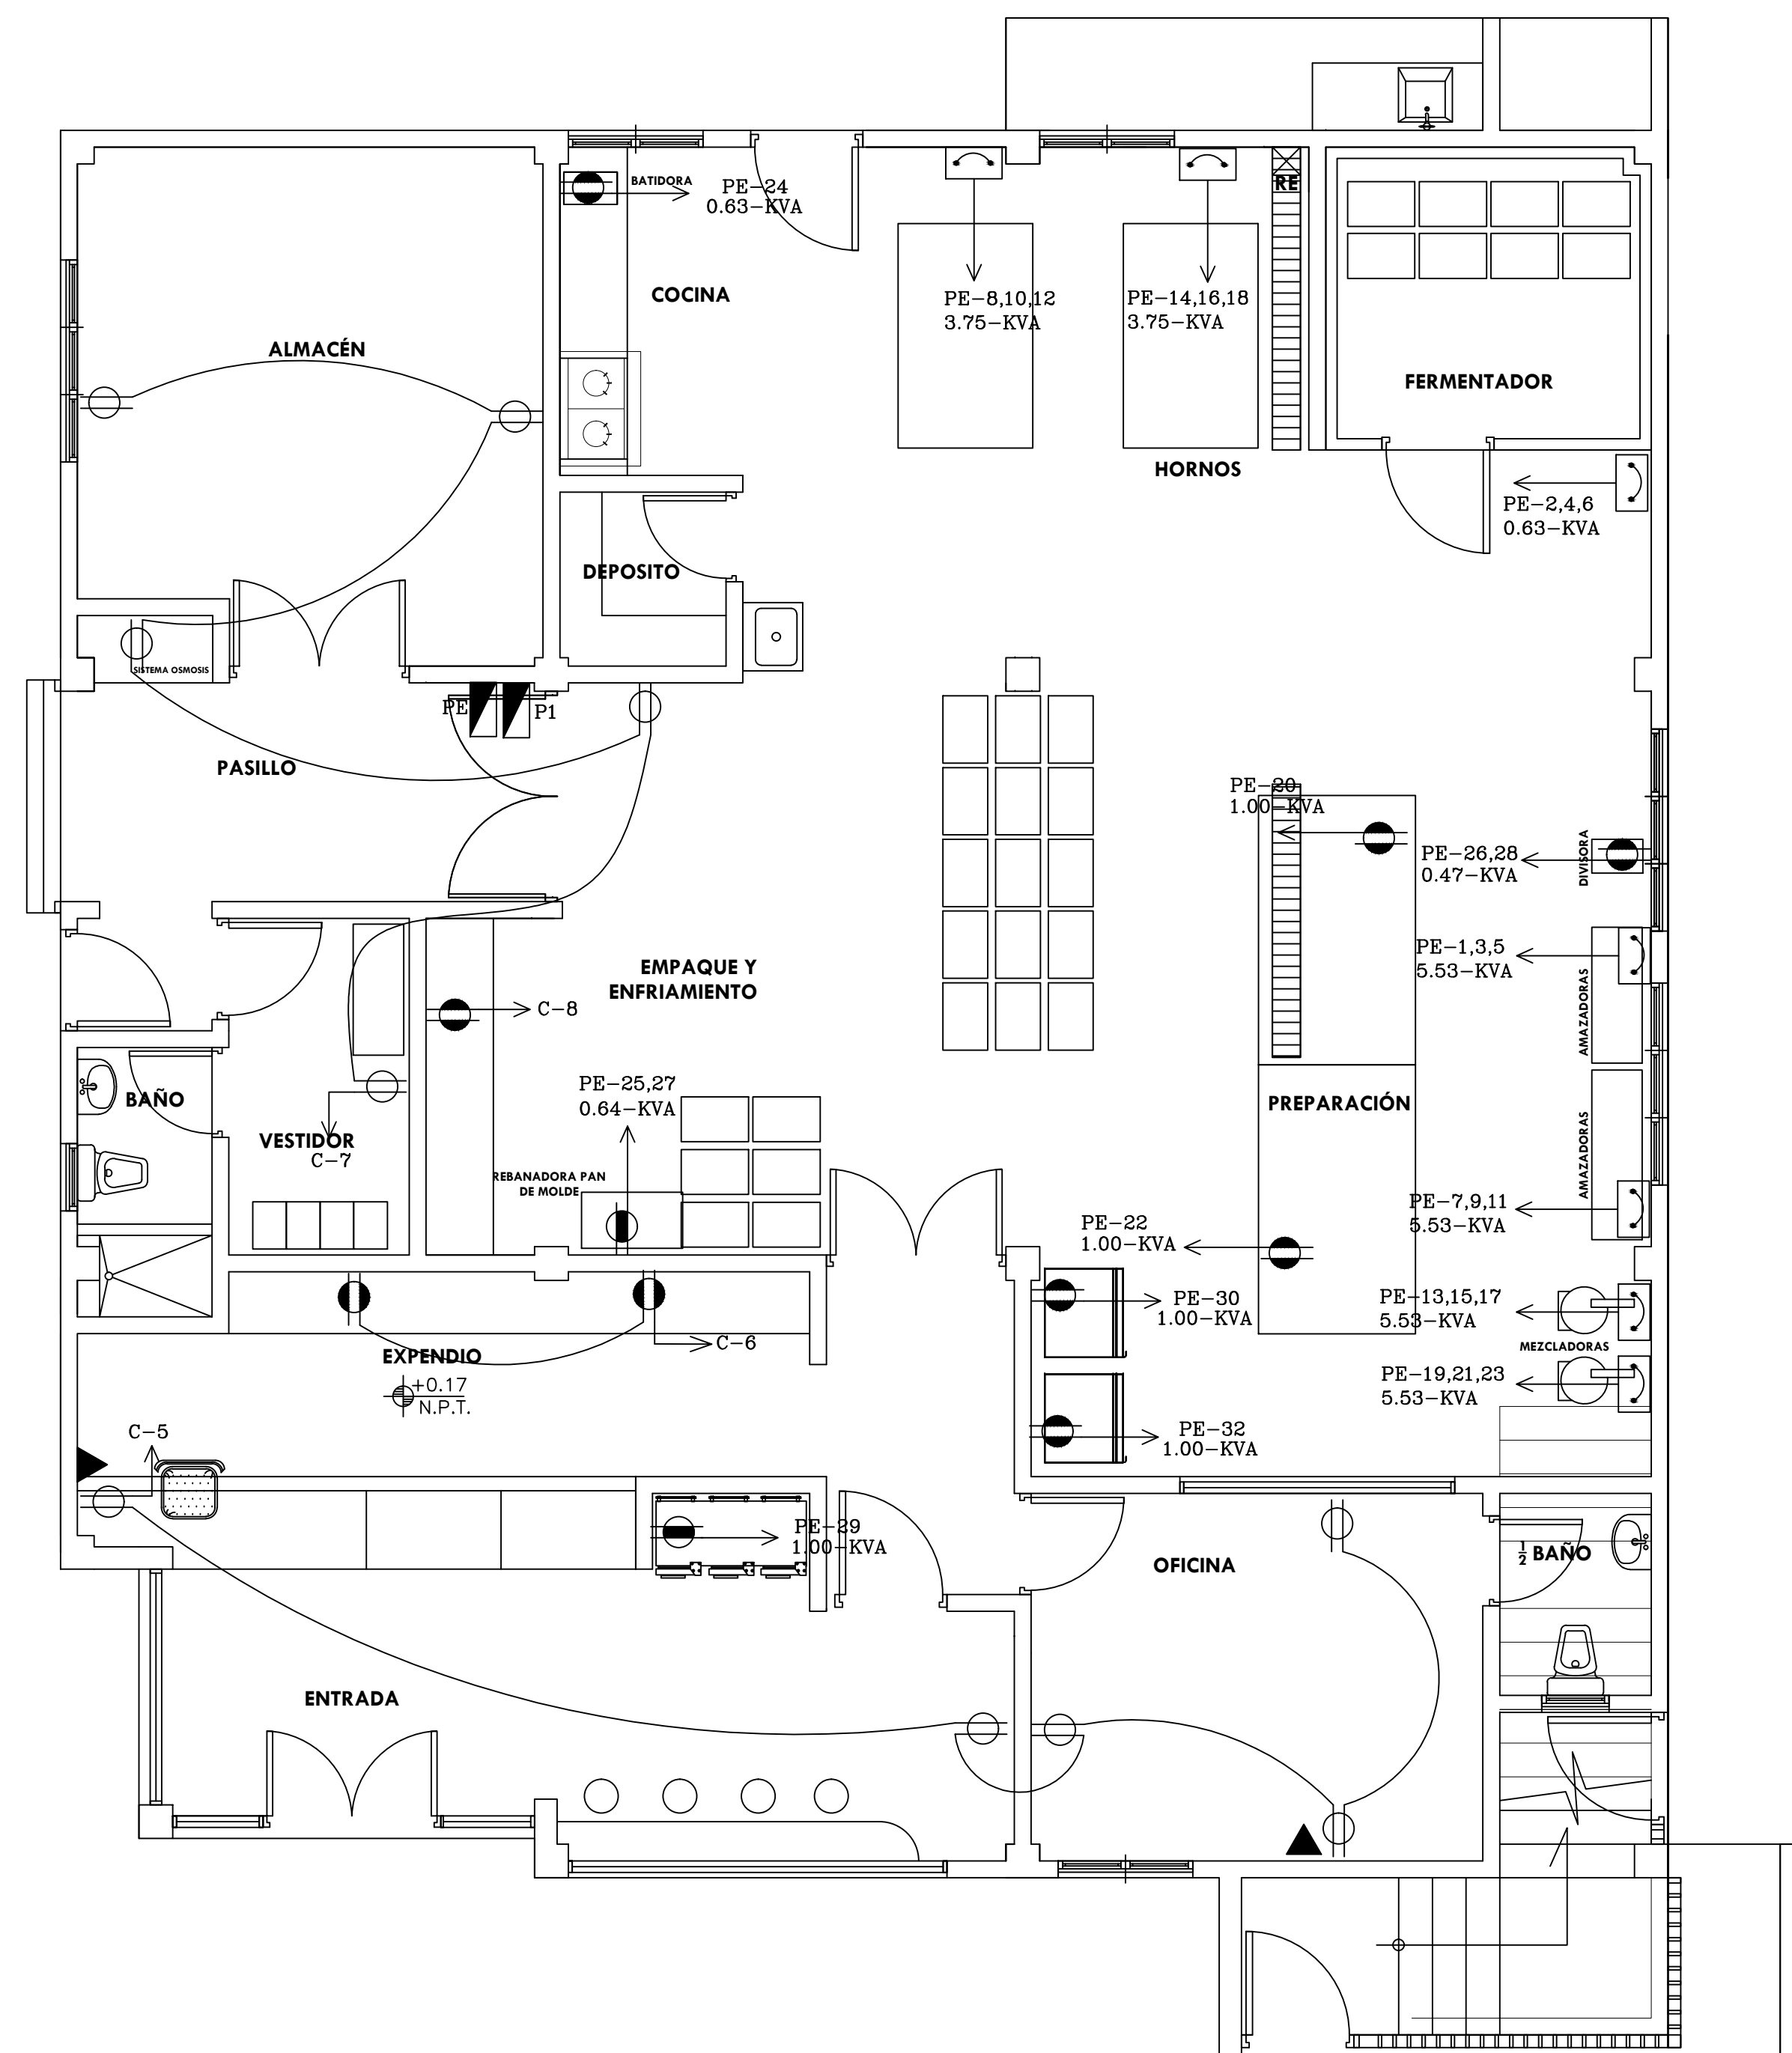 RE
BATIDORA
PE-24
0.63-KVA
COCINA
PE-8,10,12
3.75-KVA
PE-14,16,18
3.75-KVA
ALMACÉN
FERMENTADOR
HORNOS
PE-2,4,6
0.63-KVA
DEPOSITO
SISTEMA OSMOSIS
PE
P1
PASILLO
PE-20
1.00-KVA
DIVISORA
PE-26,28
0.47-KVA
PE-1,3,5
5.53-KVA
AMAZADORAS
EMPAQUE Y
ENFRIAMIENTO
C-8
PE-25,27
0.64-KVA
BAÑO
PREPARACIÓN
VESTIDOR
C-7
AMAZADORAS
REBANADORA PAN
DE MOLDE
PE-7,9,11
5.53-KVA
PE-22
1.00-KVA
PE-30
1.00-KVA
PE-13,15,17
5.53-KVA
C-6
MEZCLADORAS
EXPENDIO
+0.17
N.P.T.
PE-19,21,23
5.53-KVA
C-5
PE-32
1.00-KVA
PE-29
1.00-KVA
OFICINA
1/2 BAÑO
ENTRADA